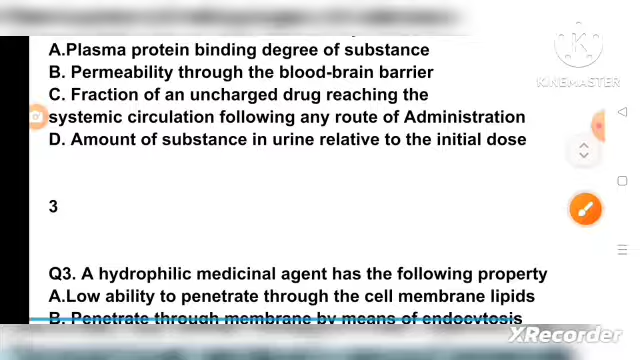 A.Plasma protein binding degree of substance
B. Permeability through the blood-brain barrier
C. Fraction of an uncharged drug reaching the
systemic circulation following any route of Administration
D. Amount of substance in urine relative to the initial dose
KINEMASTER
3
Q3. A hydrophilic medicinal agent has the following property
A.Low ability to penetrate through the cell membrane lipids
B. Penetrate through membrane by means of endocytosis
XRecorder